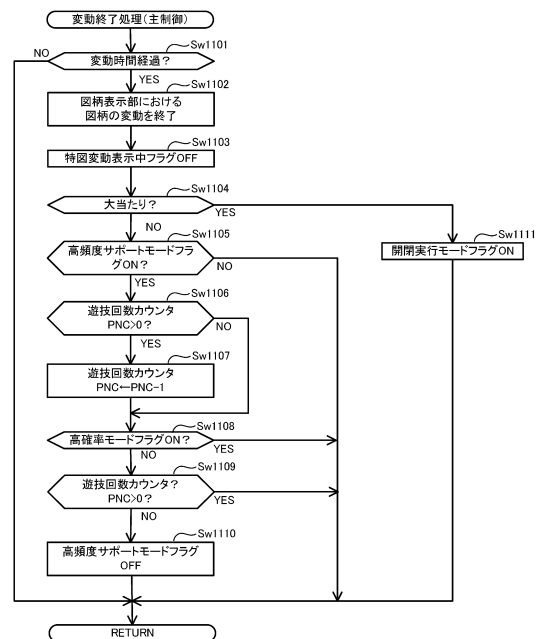 変動終了処理(主制御)
Sw1101
NO
変動時間経過?
YES
Sw1102
図柄表示部における
図柄の変動を終了
Sw1103
特図変動表示中フラグOFF
Sw1104
大当たり?
YES
NO
Sw1111
開閉実行モードフラグON
Sw1105
高頻度サポートモードフラ
グON?
NO
YES
Sw1106
遊技回数カウンタ
PNC>0?
NO
YES
Sw1107
遊技回数カウンタ
PNC←PNC-1
Sw1108
高確率モードフラグON?
YES
NO
Sw1109
遊技回数カウンタ?
PNC>0?
YES
NO
Sw1110
高頻度サポートモードフラグ
OFF
RETURN